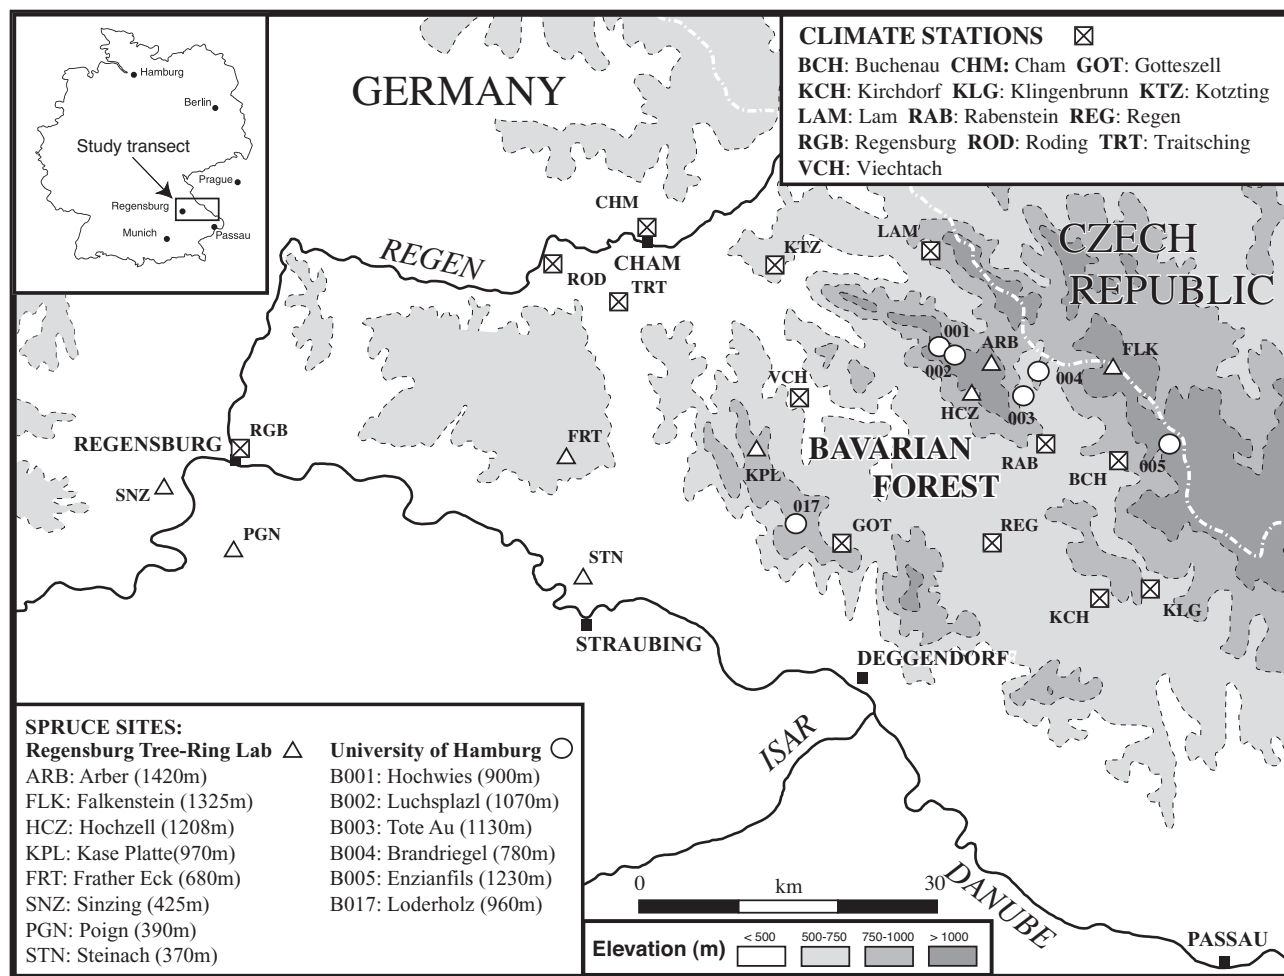 Hamburg
Berlin
Study transect
Prague
Regensburg
Munich
Passau
GERMANY
CLIMATE STATIONS
BCH: Buchenau CHM: Cham GOT: Gotteszell
KCH: Kirchdorf KLG: Klingenbrunn KTZ: Kotzting
LAM: Lam RAB: Rabenstein REG: Regen
RGB: Regensburg ROD: Roding TRT: Traitsching
VCH: Viechtach
CHM
CHAM
REGEN
ROD
TRT
KTZ
LAM
CZECH
REPUBLIC
001
002
ARB
HCZ
003
004
FLK
VCH
REGENSBURG
RGB
FRT
KPL
BAVARIAN
FOREST
RAB
BCH
005
SNZ
PGN
017
GOT
REG
STN
STRAUBING
KCH
KLG
DEGGENDORF
ISAR
DANUBE
PASSAU
SPRUCE SITES:
Regensburg Tree-Ring Lab
ARB: Arber (1420m)
FLK: Falkenstein (1325m)
HCZ: Hochzell (1208m)
KPL: Kase Platte(970m)
FRT: Frather Eck (680m)
SNZ: Sinzing (425m)
PGN: Poign (390m)
STN: Steinach (370m)
University of Hamburg
B001: Hochwies (900m)
B002: Luchsplazl (1070m)
B003: Tote Au (1130m)
B004: Brandriegel (780m)
B005: Enzianfils (1230m)
B017: Loderholz (960m)
0 km 30
Elevation (m) < 500 500-750 750-1000 > 1000